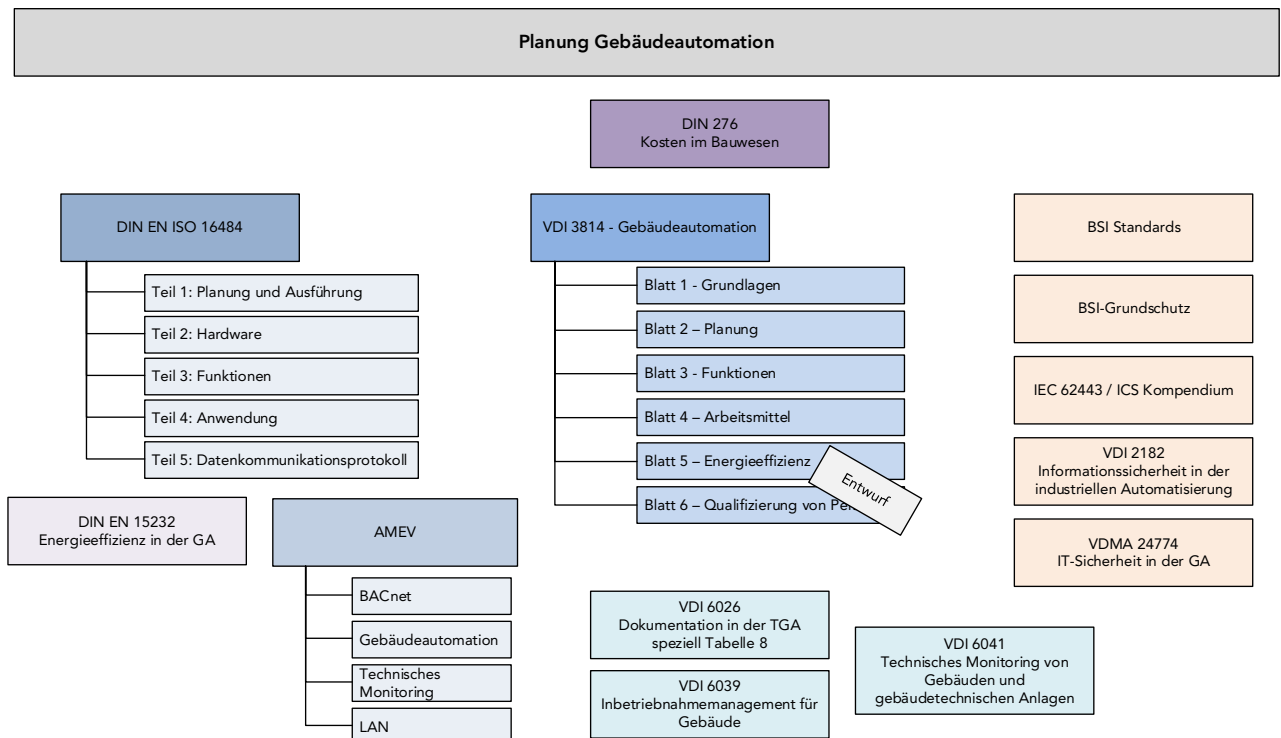 Planung Gebäudeautomation
DIN 276
Kosten im Bauwesen
DIN EN ISO 16484
Teil 1: Planung und Ausführung
Teil 2: Hardware
Teil 3: Funktionen
Teil 4: Anwendung
Teil 5: Datenkommunikationsprotokoll
VDI 3814 - Gebäudeautomation
Blatt 1 - Grundlagen
Blatt 2 – Planung
Blatt 3 - Funktionen
Blatt 4 – Arbeitsmittel
Blatt 5 – Energieeffizienz
Blatt 6 – Qualifizierung von
Entwurf
BSI Standards
BSI-Grundschutz
IEC 62443 / ICS Kompendium
VDI 2182
Informationssicherheit in der
industriellen Automatisierung
VDMA 24774
IT-Sicherheit in der GA
DIN EN 15232
Energieeffizienz in der GA
AMEV
BACnet
Gebäudeautomation
Technisches
Monitoring
LAN
VDI 6026
Dokumentation in der TGA
speziell Tabelle 8
VDI 6039
Inbetriebnahmemanagement für
Gebäude
VDI 6041
Technisches Monitoring von
Gebäuden und
gebäudetechnischen Anlagen